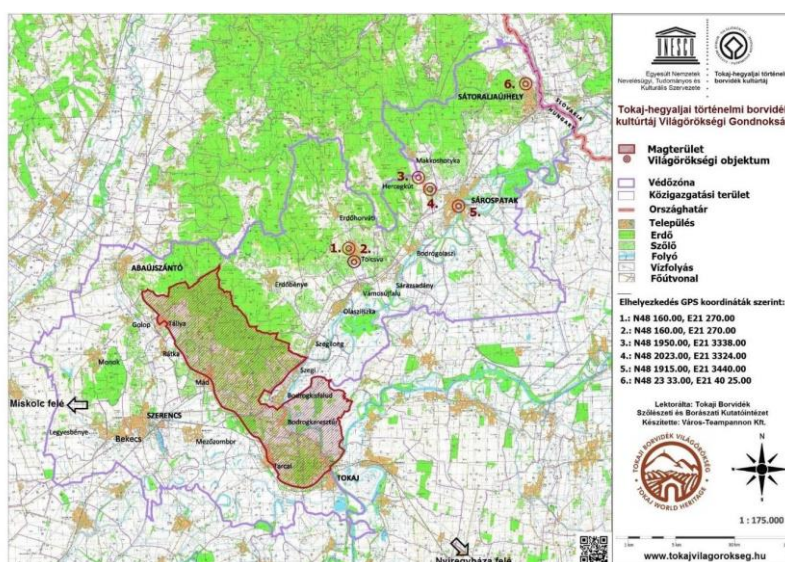 UNESCO
Egyesült Nemzetek
Nevelésügyi, Tudományos és
Kulturális Szervezete
Tokaj-hegyaljai történelmi
borvidék kultúrtáj
Tokaj-hegyaljai történelmi borvidék
kultúrtáj Világörökségi Gondnokság
Magterület
Világörökségi objektum
Védőzóna
Közigazgatási terület
Országhatár
Település
Erdő
Szőlő
Folyó
Vízfolyás
Főútvonal
Elhelyezkedés GPS koordináták szerint:
1.: N48 160.00, E21 270.00
2.: N48 160.00, E21 270.00
3.: N48 1950.00, E21 3338.00
4.: N48 2023.00, E21 3324.00
5.: N48 1915.00, E21 3440.00
6.: N48 23 33.00, E21 40 25.00
Lektorálta: Tokaji Borvidék
Szőlészeti és Borászati Kutatóintézet
Készítette: Város-Teampannon Kft.
TOKAJI BORVIDÉK VILÁGÖRÖKSÉG
TOKAJ WORLD HERITAGE
N
1 : 175.000
www.tokajvilagorokseg.hu
6.
SÁTORALJAÚJHELY
SLOVAKIA
HUNGARY
Makkoshotyka
3.
Hercegkút
4.
SÁROSPATAK
5.
Erdőhorváti
1.
2.
Tolcsva
Bodrogolaszi
ABAÚJSZÁNTÓ
Erdőbénye
Sárazsadány
Vámosújfalu
Olaszliszka
Golop
Tállya
Szegilong
Rátka
Monok
Szegi
Mád
Bodrogkisfalud
Miskolc felé
SZERENCS
Bodrogkeresztúr
Legyesbénye
Bekecs
Mezőzombor
Tarcal
TOKAJ
Nyíregyháza felé